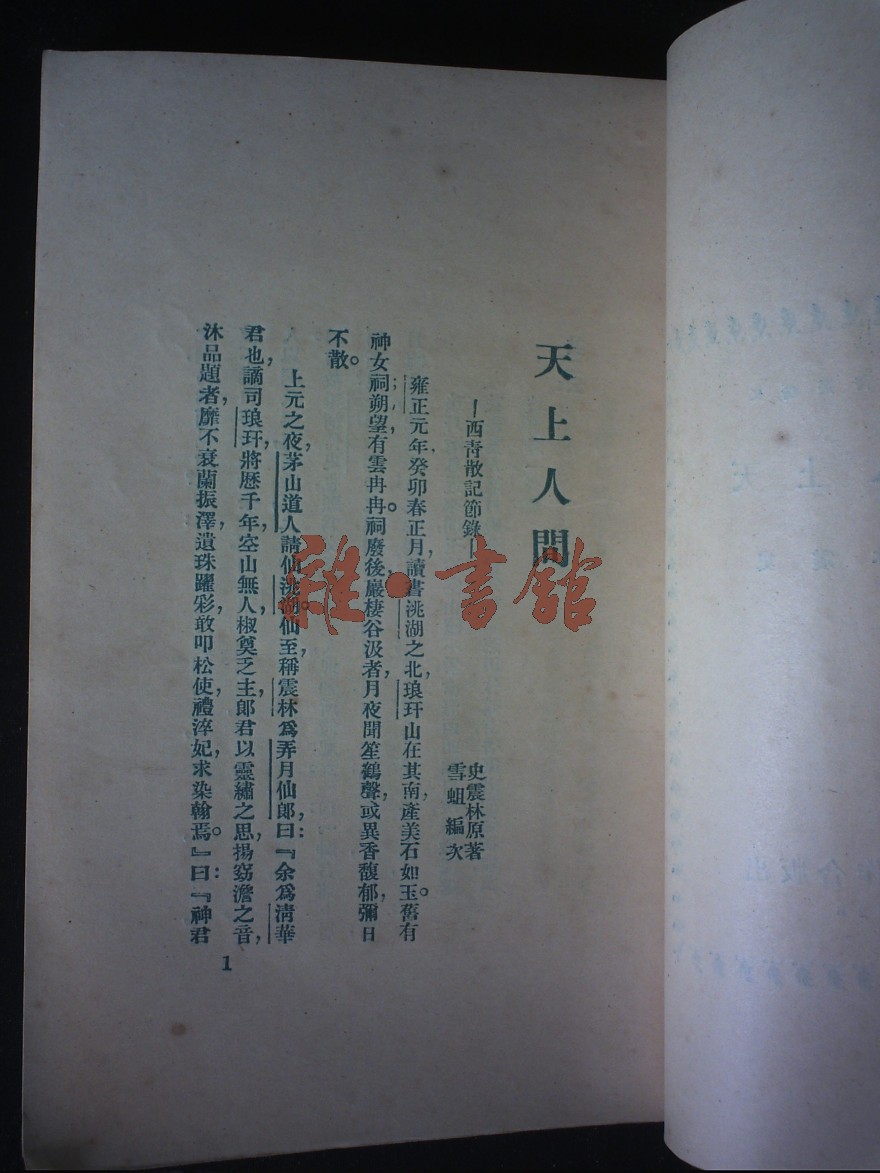 天上人間
—西青散記節錄—
史震林原著
雪蛆編次
雍正元年，癸卯春正月，讀書洮湖之北，琅玕山在其南，產美石如玉。舊有
神女祠；朔望，有雲冉冉。祠廢後，巖棲谷汲者，月夜聞笙鶴聲，或異香馥郁，彌日
不散。
上元之夜，茅山道人請仙洮湖。仙至，稱震林爲弄月仙郎，曰：『余爲清華
君也，謫司琅玕，將歷千年，空山無人，椒奠乏主，郎君以靈繡之思，揚窈澹之音，
沐品題者，靡不衰蘭振澤，遺珠躍彩，敢叩松使，禮淬妃，求染翰焉。』曰：『神君
1
雜·書館